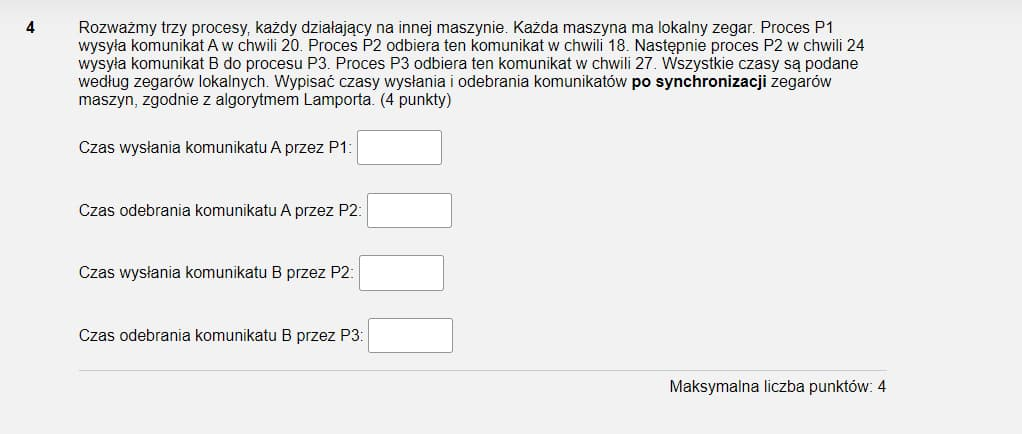 4 Rozważmy trzy procesy, każdy działający na innej maszynie. Każda maszyna ma lokalny zegar. Proces P1
wysyła komunikat A w chwili 20. Proces P2 odbiera ten komunikat w chwili 18. Następnie proces P2 w chwili 24
wysyła komunikat B do procesu P3. Proces P3 odbiera ten komunikat w chwili 27. Wszystkie czasy są podane
według zegarów lokalnych. Wypisać czasy wysłania i odebrania komunikatów po synchronizacji zegarów
maszyn, zgodnie z algorytmem Lamporta. (4 punkty)
Czas wysłania komunikatu A przez P1:
Czas odebrania komunikatu A przez P2:
Czas wysłania komunikatu B przez P2:
Czas odebrania komunikatu B przez P3:
Maksymalna liczba punktów: 4